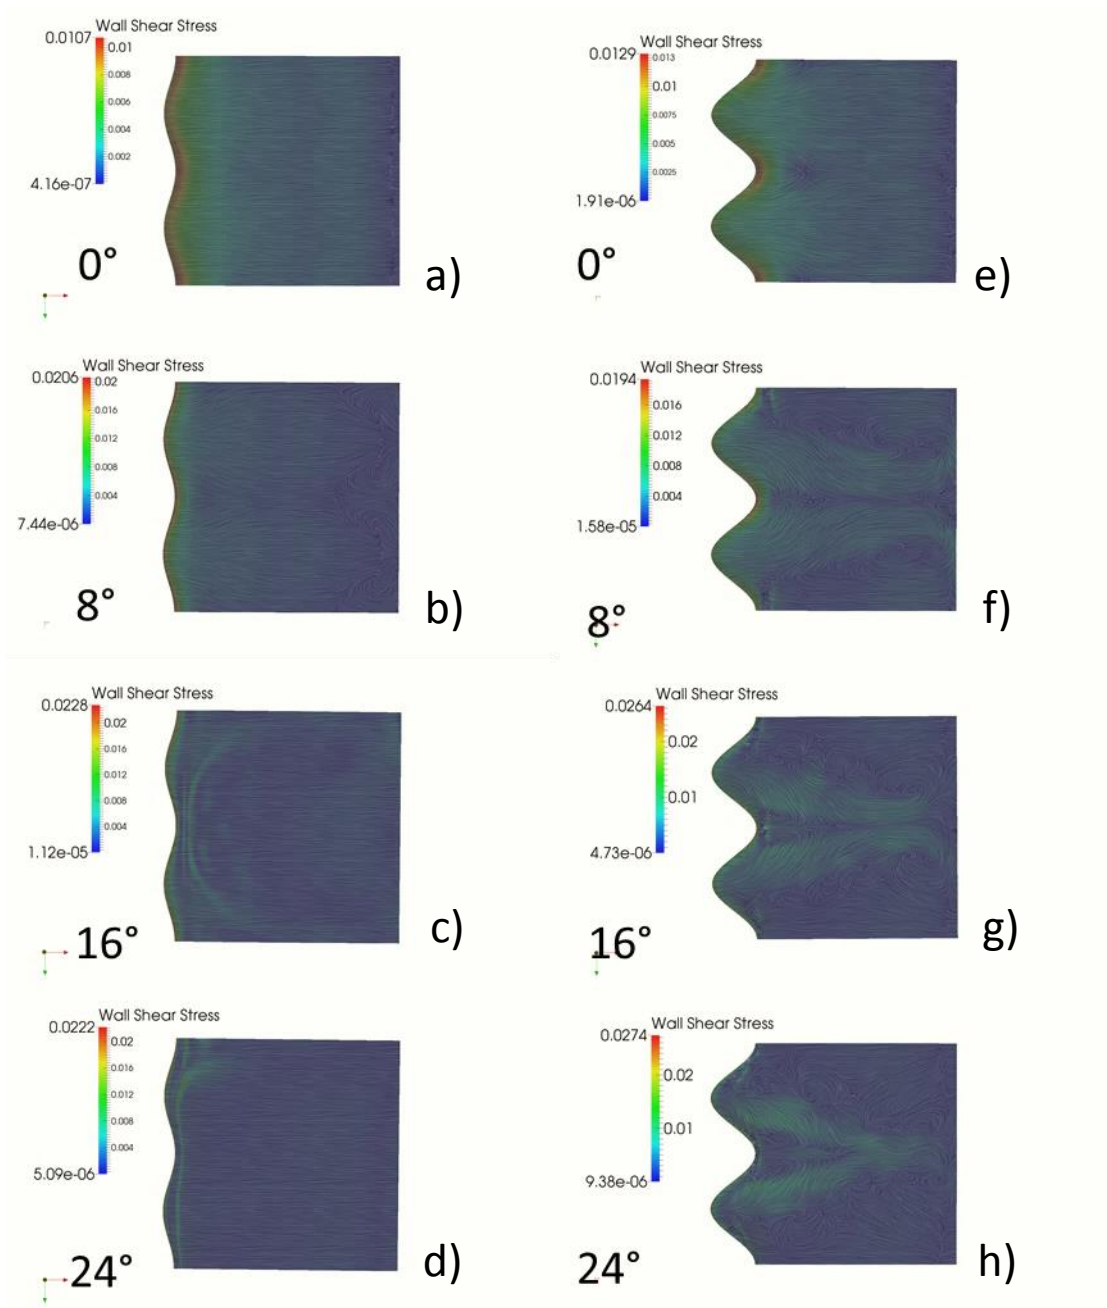 Wall Shear Stress
0.0107
0.01
0.008
0.006
0.004
0.002
4.16e-07
0°
a)
Wall Shear Stress
0.0129
0.013
0.01
0.0075
0.005
0.0025
1.91e-06
0°
e)
Wall Shear Stress
0.0206
0.02
0.016
0.012
0.008
0.004
7.44e-06
8°
b)
Wall Shear Stress
0.0194
0.016
0.012
0.008
0.004
1.58e-05
8°
f)
Wall Shear Stress
0.0228
0.02
0.016
0.012
0.008
0.004
1.12e-05
16°
c)
Wall Shear Stress
0.0264
0.02
0.01
4.73e-06
16°
g)
Wall Shear Stress
0.0222
0.02
0.016
0.012
0.008
0.004
5.09e-06
24°
d)
Wall Shear Stress
0.0274
0.02
0.01
9.38e-06
24°
h)